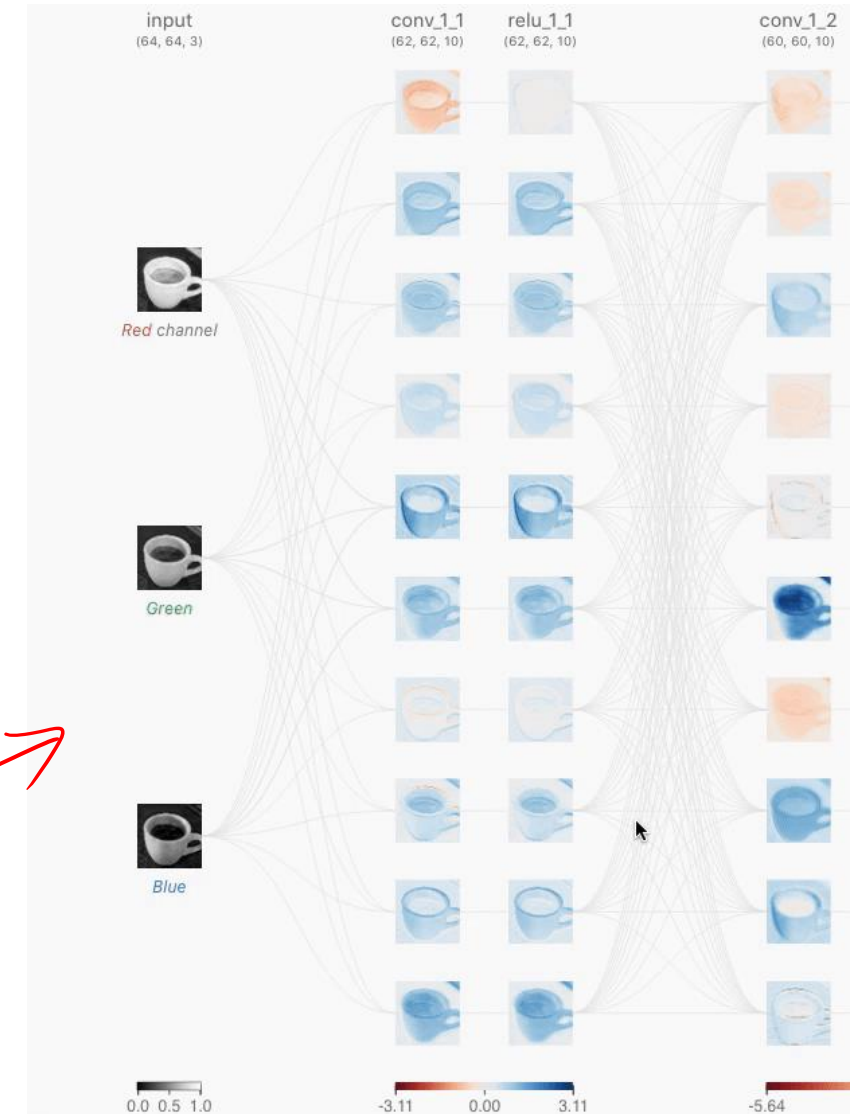 input conv_1_1 relu_1_1 conv_1_2
(64, 64, 3) (62, 62, 10) (62, 62, 10) (60, 60, 10)
Red channel
Green
Blue
0.0 0.5 1.0 -3.11 0.00 3.11 -5.64